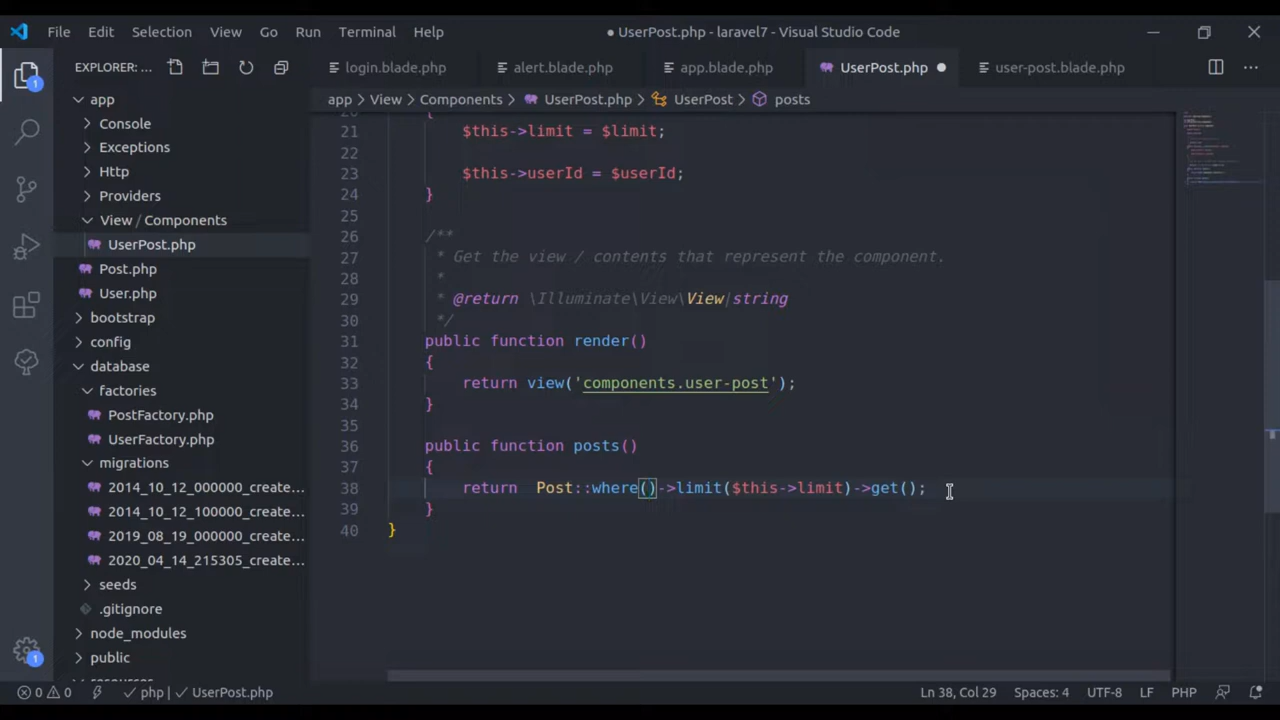 File Edit Selection View Go Run Terminal Help ● UserPost.php - laravel7 - Visual Studio Code
EXPLORER: ...
login.blade.php alert.blade.php app.blade.php UserPost.php ● user-post.blade.php
app > View > Components > UserPost.php > UserPost > posts
1
app
Console
Exceptions
Http
Providers
View / Components
UserPost.php
Post.php
User.php
bootstrap
config
database
factories
PostFactory.php
UserFactory.php
migrations
2014_10_12_000000_create...
2014_10_12_100000_create...
2019_08_19_000000_create...
2020_04_14_215305_create...
seeds
.gitignore
node_modules
public
1
20 {
21 $this->limit = $limit;
22
23 $this->userId = $userId;
24 }
25
26 /**
27 * Get the view / contents that represent the component.
28 *
29 * @return \Illuminate\View\View|string
30 */
31 public function render()
32 {
33 return view('components.user-post');
34 }
35
36 public function posts()
37 {
38 return  Post::where()->limit($this->limit)->get();
39 }
40 }
0 0 php | UserPost.php Ln 38, Col 29 Spaces: 4 UTF-8 LF PHP